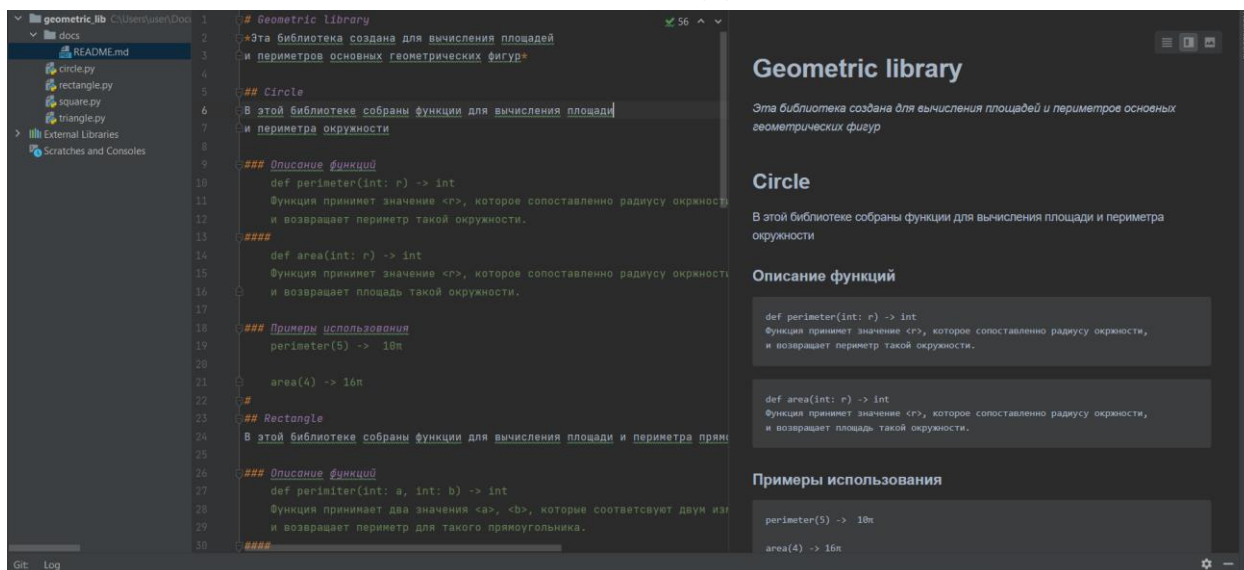 geometric_lib C:\Users\user\Doc
docs
README.md
circle.py
rectangle.py
square.py
triangle.py
External Libraries
Scratches and Consoles
56
1 # Geometric library
2 *Эта библиотека создана для вычисления площадей
3 и периметров основных геометрических фигур*
4
5 ## Circle
6 В этой библиотеке собраны функции для вычисления площади
7 и периметра окружности
8
9 ### Описание функций
10 def perimeter(int: r) -> int
11 Функция принимет значение <r>, которое сопоставленно радиусу окржность
12 и возвращает периметр такой окружности.
13 ####
14 def area(int: r) -> int
15 Функция принимет значение <r>, которое сопоставленно радиусу окржности
16 и возвращает площадь такой окружности.
17
18 ### Примеры использования
19 perimeter(5) -> 10π
20
21 area(4) -> 16π
22 #
23 ## Rectangle
24 В этой библиотеке собраны функции для вычисления площади и периметра прямо
25
26 ### Описание функций
27 def perimiter(int: a, int: b) -> int
28 Функция принимает два значения <a>, <b>, которые соответсвуют двум изм
29 и возвращает периметр для такого прямоугольника.
30 ####
Geometric library
Эта библиотека создана для вычисления площадей и периметров основных
геометрических фигур
Circle
В этой библиотеке собраны функции для вычисления площади и периметра
окружности
Описание функций
def perimeter(int: r) -> int
Функция принимет значение <r>, которое сопоставленно радиусу окржности,
и возвращает периметр такой окружности.
def area(int: r) -> int
Функция принимет значение <r>, которое сопоставленно радиусу окржности,
и возвращает площадь такой окружности.
Примеры использования
perimeter(5) -> 10π
area(4) -> 16π
Git: Log